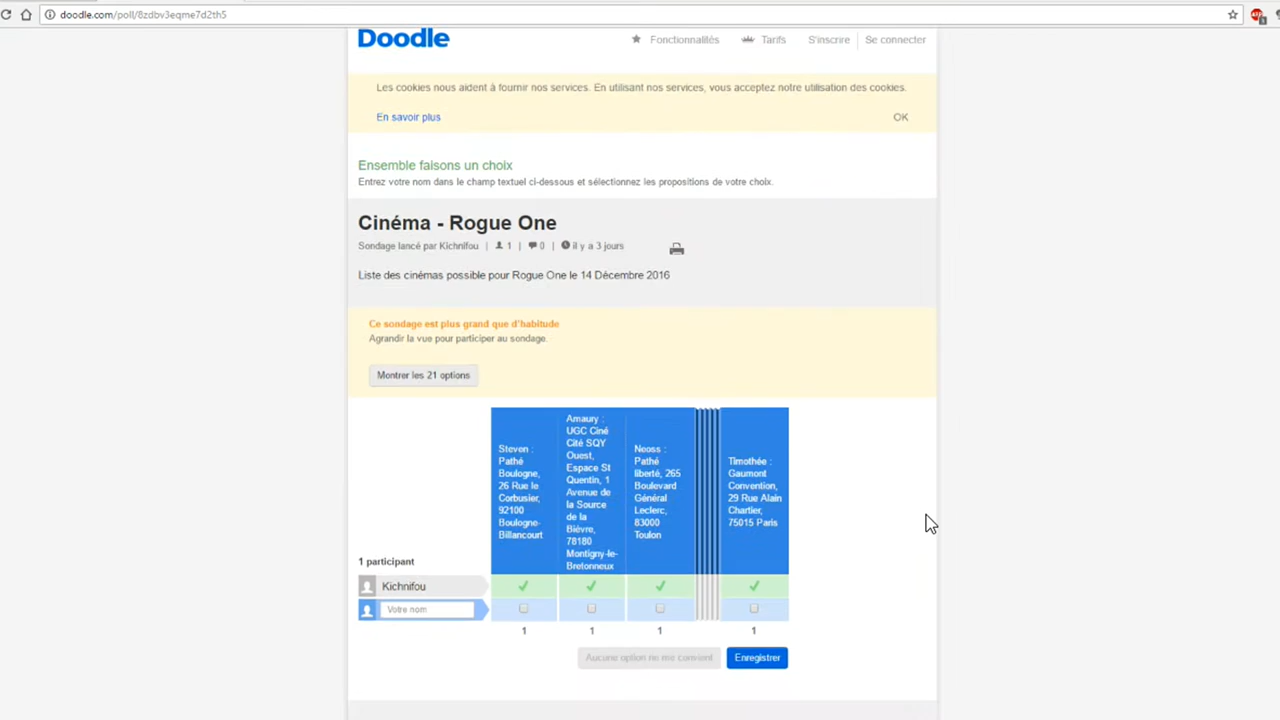 doodle.com/poll/8zdbv3eqme7d2th5
Doodle
Fonctionnalités
Tarifs
S'inscrire
Se connecter
Les cookies nous aident à fournir nos services. En utilisant nos services, vous acceptez notre utilisation des cookies.
En savoir plus
OK
Ensemble faisons un choix
Entrez votre nom dans le champ textuel ci-dessous et sélectionnez les propositions de votre choix.
Cinéma - Rogue One
Sondage lancé par Kichnifou | 1 | 0 | il y a 3 jours
Liste des cinémas possible pour Rogue One le 14 Décembre 2016
Ce sondage est plus grand que d'habitude
Agrandir la vue pour participer au sondage.
Montrer les 21 options
Steven :
Pathé
Boulogne,
26 Rue le
Corbusier,
92100
Boulogne-
Billancourt
Amaury :
UGC Ciné
Cité SQY
Ouest,
Espace St
Quentin, 1
Avenue de
la Source
de la
Bièvre,
78180
Montigny-le-
Bretonneux
Neoss :
Pathé
liberté, 265
Boulevard
Général
Leclerc,
83000
Toulon
Timothée :
Gaumont
Convention,
29 Rue Alain
Chartier,
75015 Paris
1 participant
Kichnifou
Votre nom
1 1 1 1
Aucune option ne me convient
Enregistrer